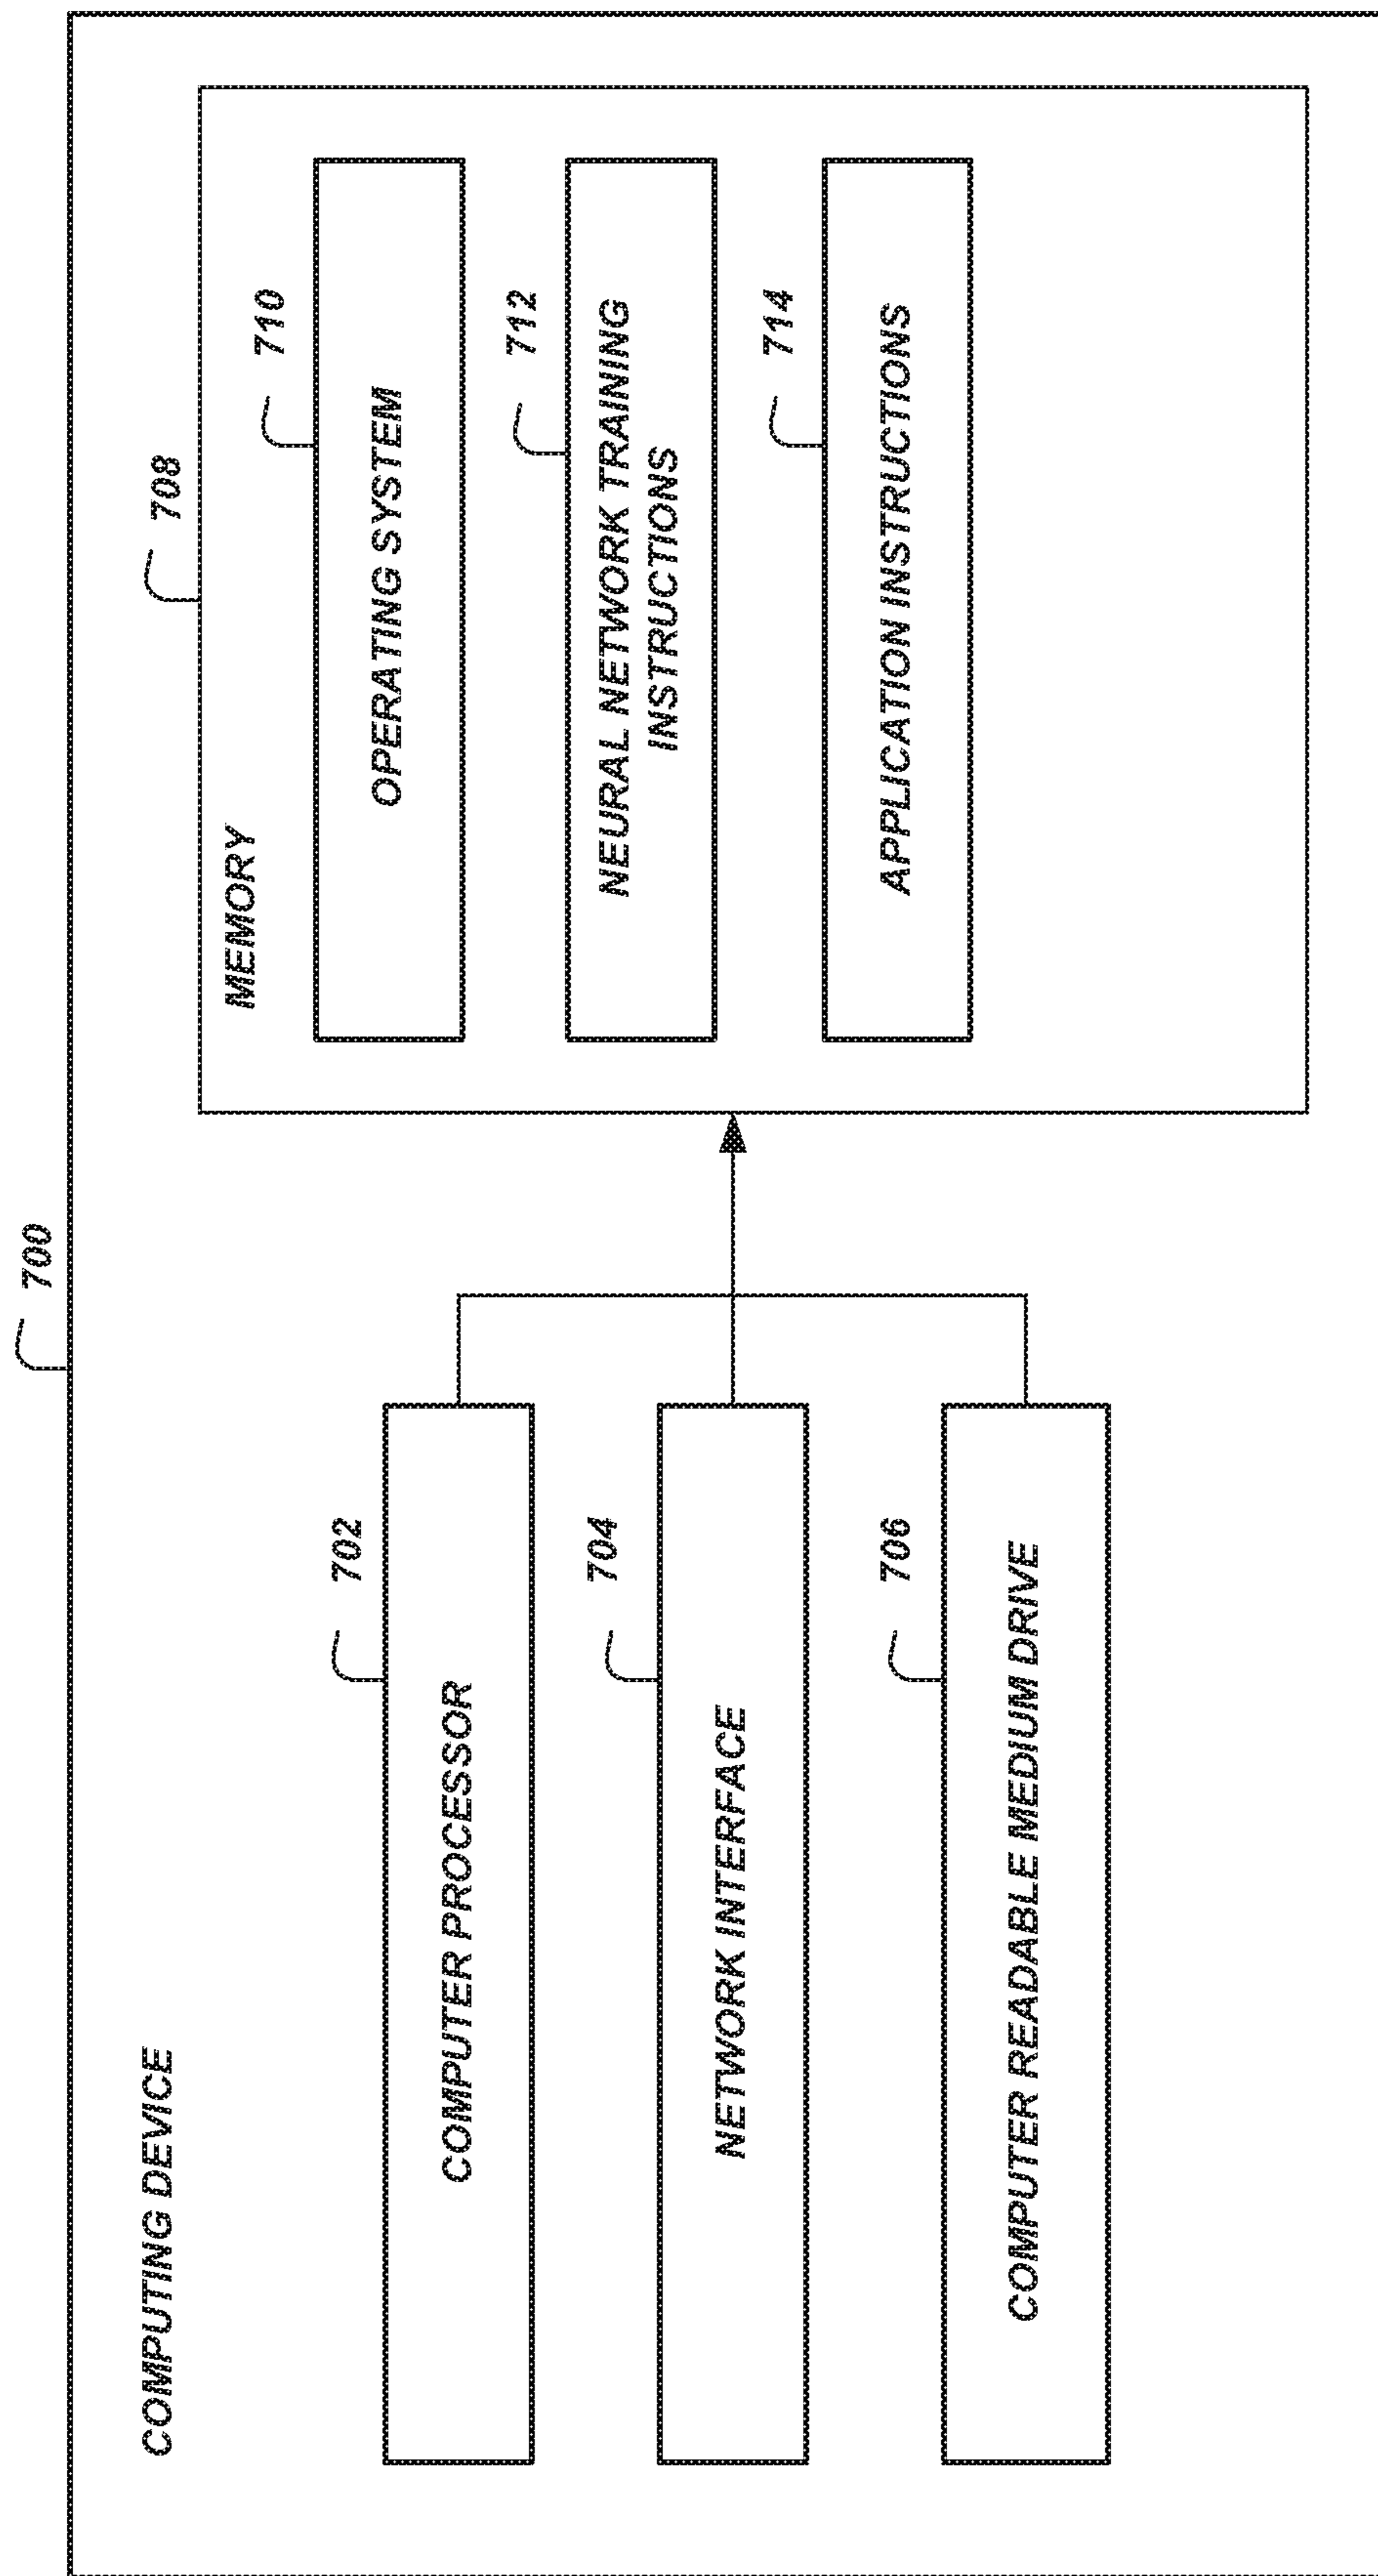 700
COMPUTING DEVICE
702
COMPUTER PROCESSOR
704
NETWORK INTERFACE
706
COMPUTER READABLE MEDIUM DRIVE
708
MEMORY
710
OPERATING SYSTEM
712
NEURAL NETWORK TRAINING
INSTRUCTIONS
714
APPLICATION INSTRUCTIONS